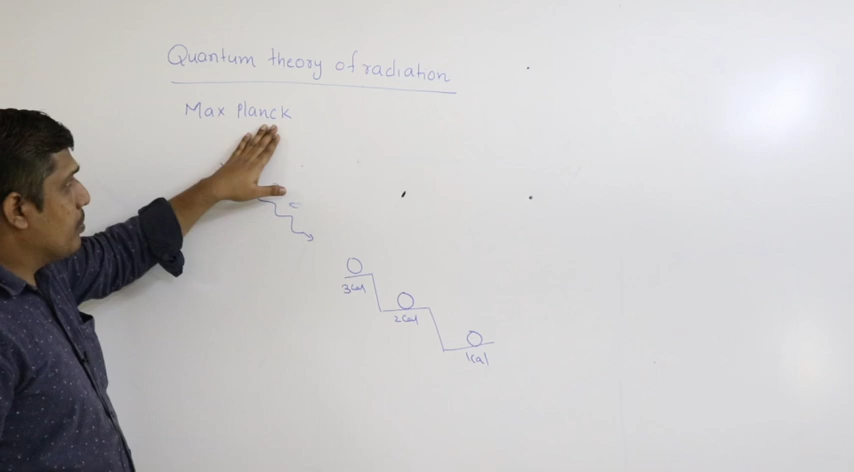 Quantum theory of radiation
Max Planck
3Cal
2Cal
1Cal